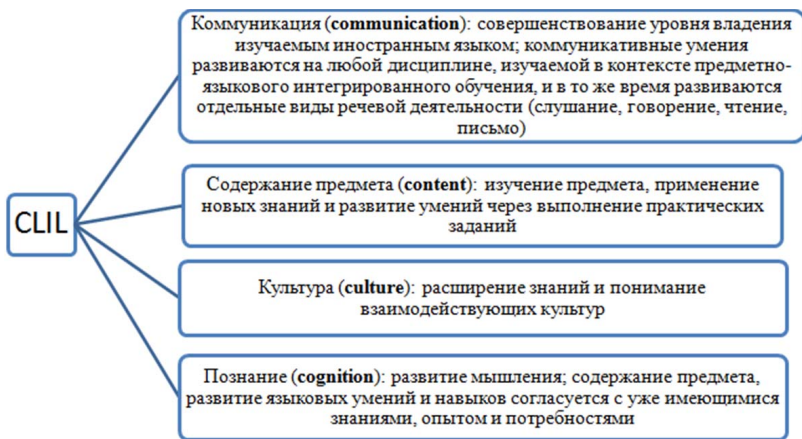 Коммуникация (communication): совершенствование уровня владения
изучаемым иностранным языком; коммуникативные умения
развиваются на любой дисциплине, изучаемой в контексте предметно-
языкового интегрированного обучения, и в то же время развиваются
отдельные виды речевой деятельности (слушание, говорение, чтение,
письмо)
CLIL
Содержание предмета (content): изучение предмета, применение
новых знаний и развитие умений через выполнение практических
заданий
Культура (culture): расширение знаний и понимание
взаимодействующих культур
Познание (cognition): развитие мышления; содержание предмета,
развитие языковых умений и навыков согласуется с уже имеющимися
знаниями, опытом и потребностями